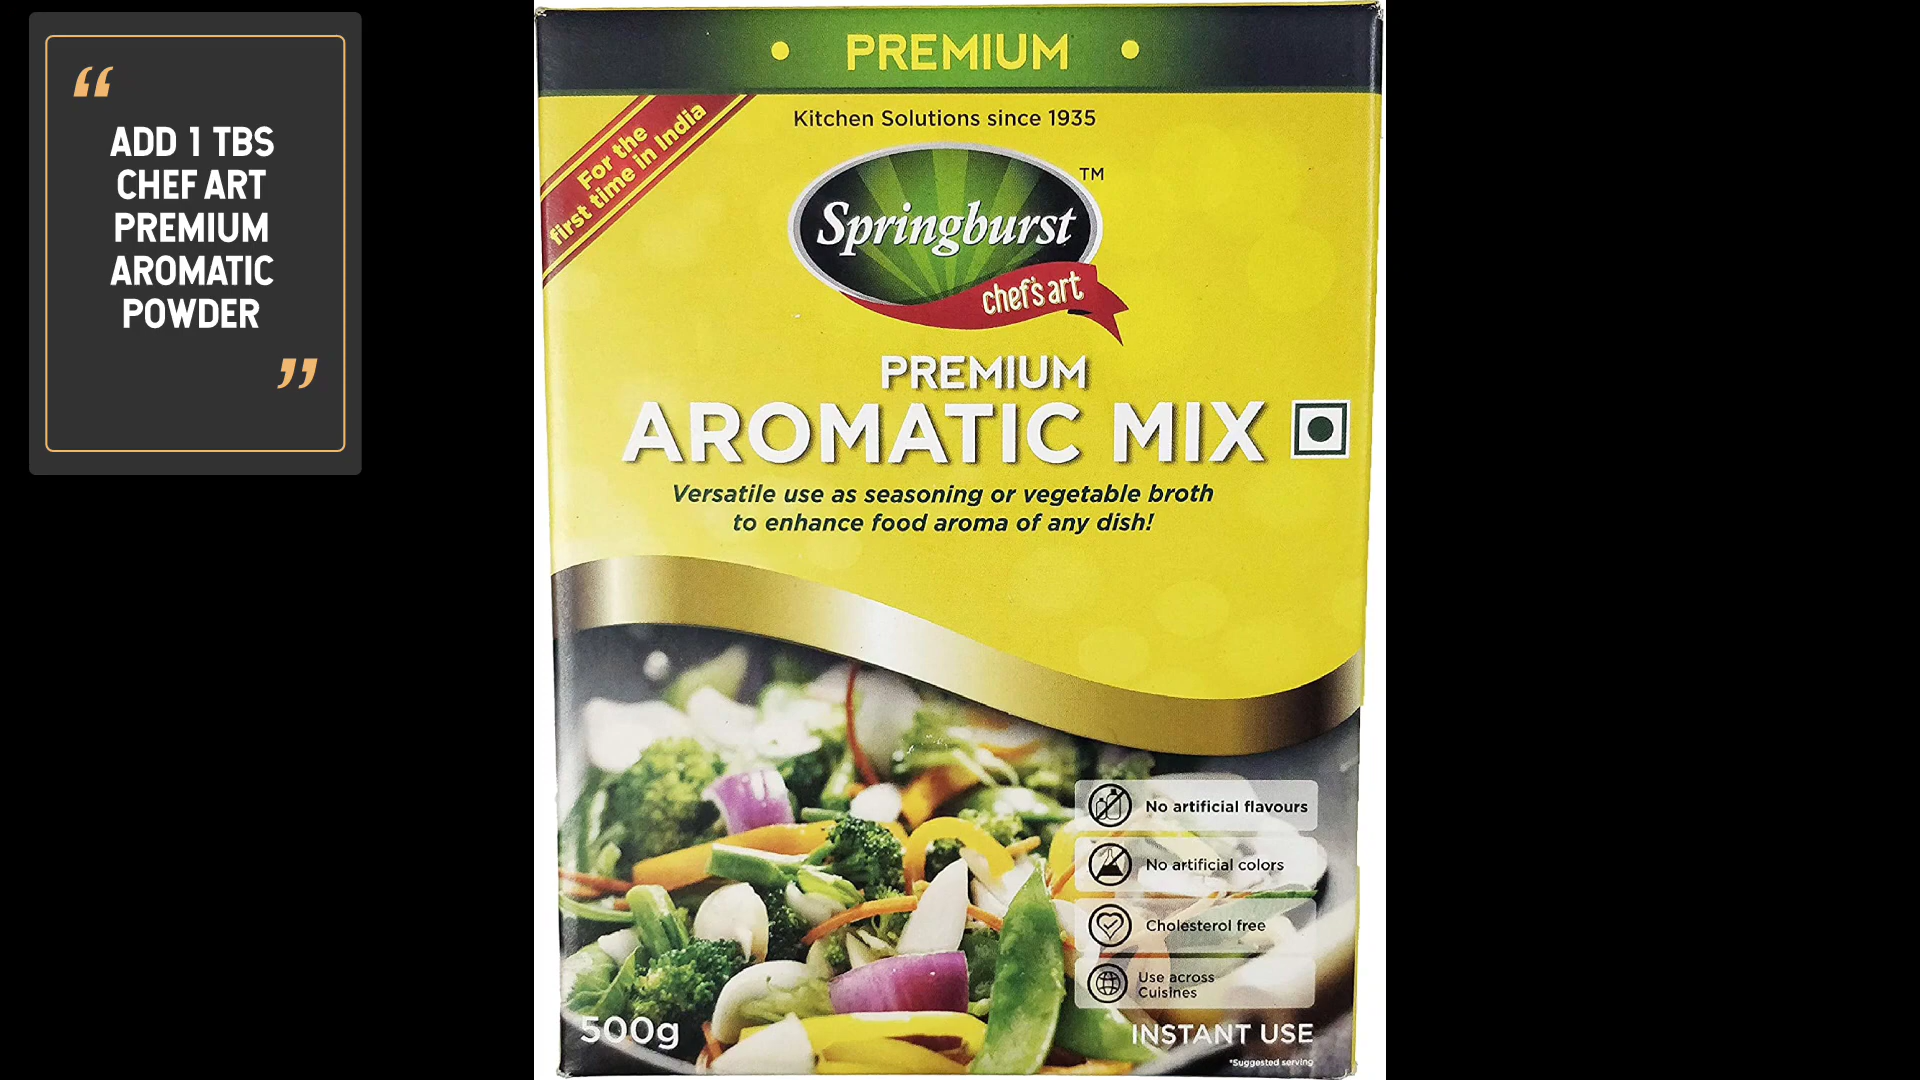 “
ADD 1 TBS
CHEF ART
PREMIUM
AROMATIC
POWDER
”
• PREMIUM •
Kitchen Solutions since 1935
For the
first time in India
Springburst
TM
chef's art
PREMIUM
AROMATIC MIX
Versatile use as seasoning or vegetable broth
to enhance food aroma of any dish!
No artificial flavours
No artificial colors
Cholesterol free
Use across
Cuisines
500g
INSTANT USE
*Suggested serving